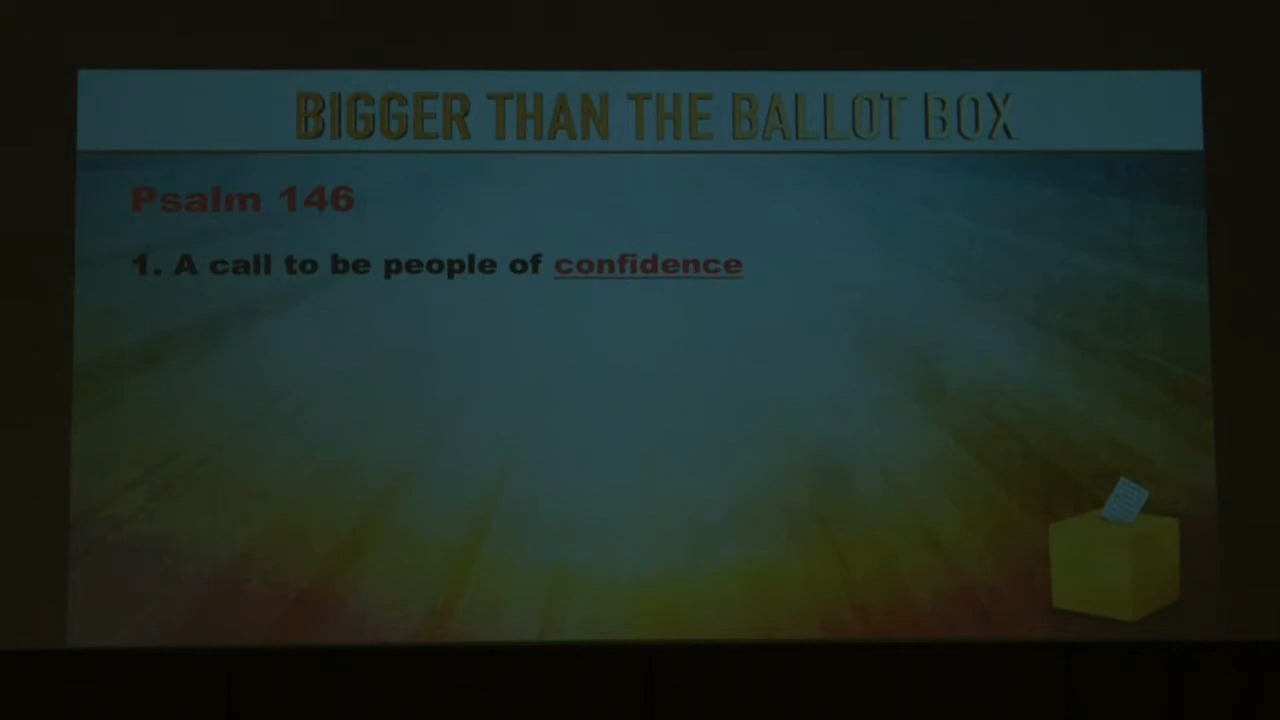 BIGGER THAN THE BALLOT BOX
Psalm 146
1. A call to be people of confidence